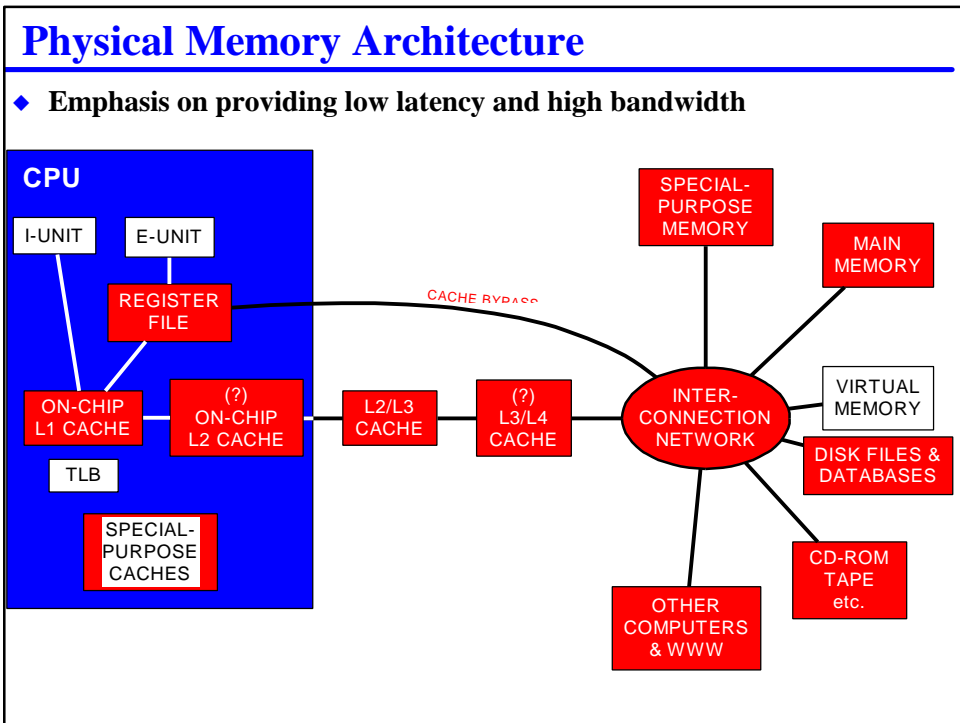 Physical Memory Architecture
Emphasis on providing low latency and high bandwidth
CPU
I-UNIT
E-UNIT
REGISTER
FILE
ON-CHIP
L1 CACHE
(?)
ON-CHIP
L2 CACHE
TLB
SPECIAL-
PURPOSE
CACHES
CACHE BYPASS
L2/L3
CACHE
(?)
L3/L4
CACHE
INTER-
CONNECTION
NETWORK
SPECIAL-
PURPOSE
MEMORY
MAIN
MEMORY
VIRTUAL
MEMORY
DISK FILES &
DATABASES
CD-ROM
TAPE
etc.
OTHER
COMPUTERS
& WWW